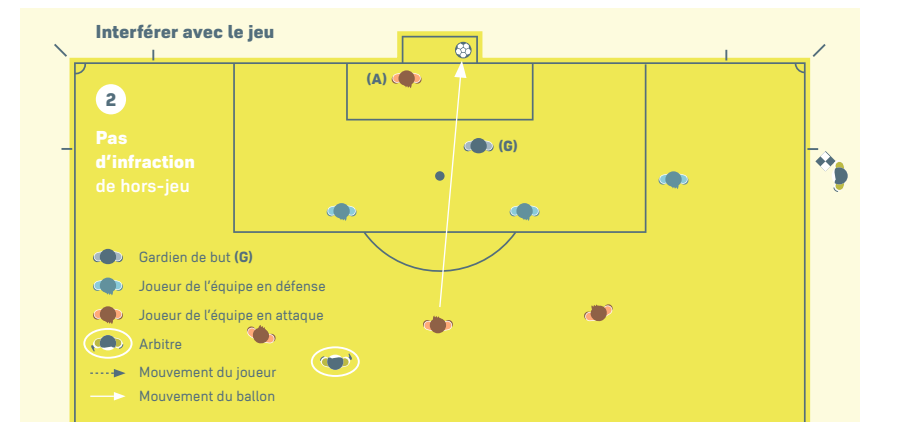 Interférer avec le jeu
(A)
2
Pas
d'infraction
de hors-jeu
(G)
Gardien de but (G)
Joueur de l'équipe en défense
Joueur de l'équipe en attaque
Arbitre
Mouvement du joueur
Mouvement du ballon